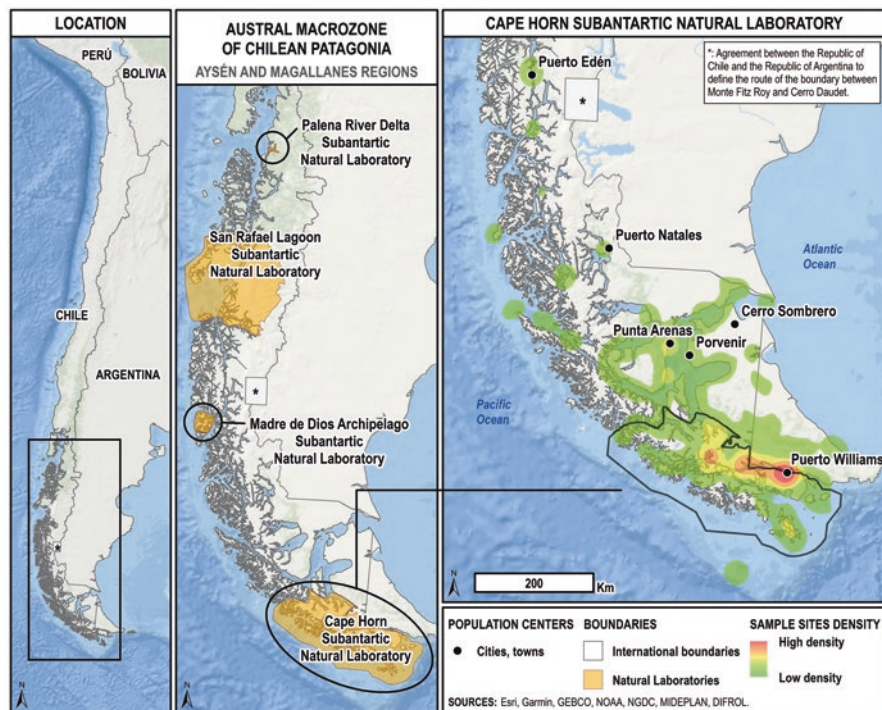 LOCATION
PERÚ
BOLIVIA
CHILE
ARGENTINA
*
N
AUSTRAL MACROZONE
OF CHILEAN PATAGONIA
AYSÉN AND MAGALLANES REGIONS
Palena River Delta
Subantartic
Natural Laboratory
San Rafael Lagoon
Subantartic
Natural Laboratory
*
Madre de Dios Archipelago
Subantartic
Natural Laboratory
Cape Horn
Subantartic
Natural Laboratory
N
CAPE HORN SUBANTARTIC NATURAL LABORATORY
*: Agreement between the Republic of
Chile and the Republic of Argentina to
define the route of the boundary between
Monte Fitz Roy and Cerro Daudet.
Puerto Edén
*
Puerto Natales
Atlantic
Ocean
Cerro Sombrero
Punta Arenas
Porvenir
Pacific
Ocean
Puerto Williams
200
Km
N
POPULATION CENTERS
Cities, towns
BOUNDARIES
International boundaries
Natural Laboratories
SAMPLE SITES DENSITY
High density
Low density
SOURCES: Esri, Garmin, GEBCO, NOAA, NGDC, MIDEPLAN, DIFROL.